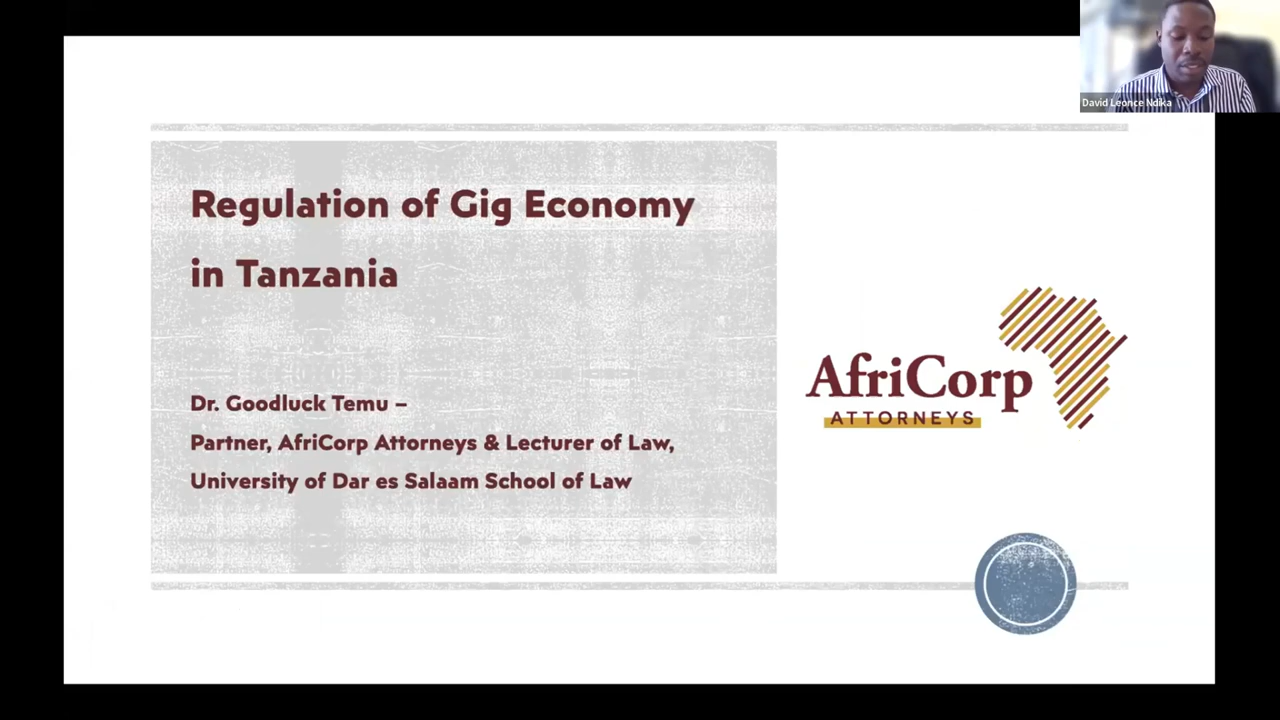 David Leonce Ndika
Regulation of Gig Economy
in Tanzania
Dr. Goodluck Temu –
Partner, AfriCorp Attorneys & Lecturer of Law,
University of Dar es Salaam School of Law
AfriCorp
ATTORNEYS